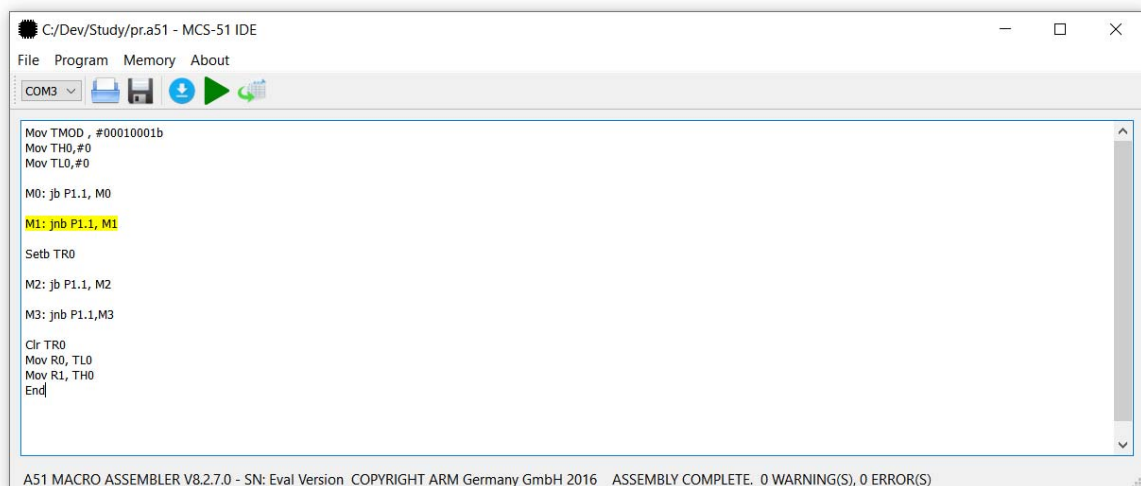 C:/Dev/Study/pr.a51 - MCS-51 IDE
File Program Memory About
COM3
Mov TMOD , #00010001b
Mov TH0,#0
Mov TL0,#0
M0: jb P1.1, M0
M1: jnb P1.1, M1
Setb TR0
M2: jb P1.1, M2
M3: jnb P1.1,M3
Clr TR0
Mov R0, TL0
Mov R1, TH0
End
A51 MACRO ASSEMBLER V8.2.7.0 - SN: Eval Version COPYRIGHT ARM Germany GmbH 2016 ASSEMBLY COMPLETE. 0 WARNING(S), 0 ERROR(S)